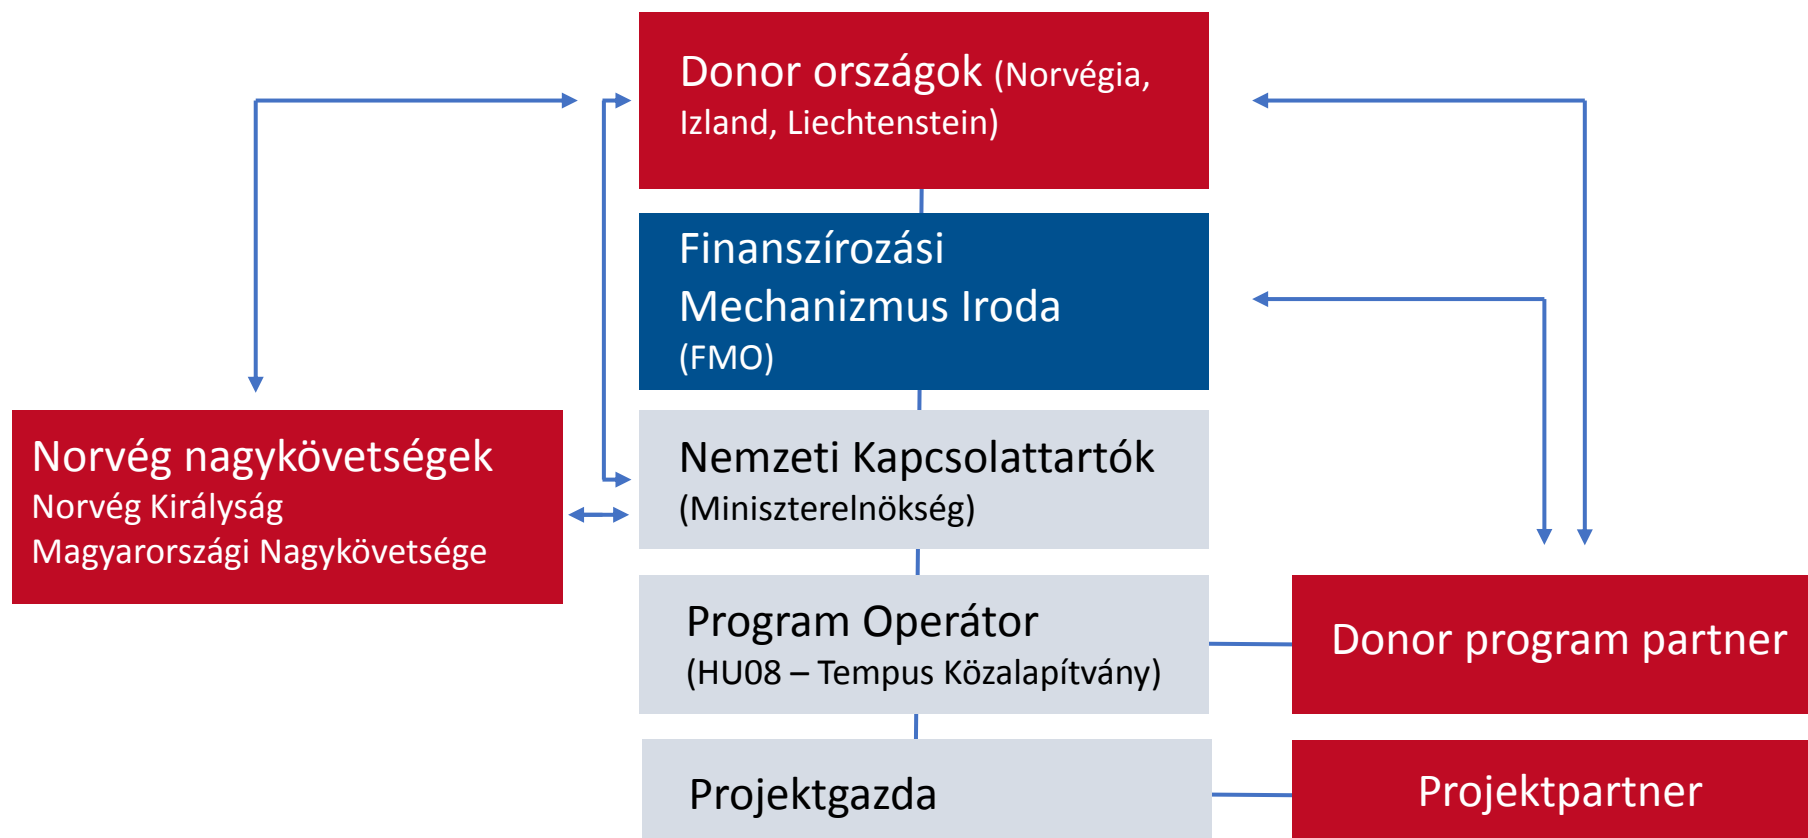 Donor országok (Norvégia,
Izland, Liechtenstein)
Finanszírozási
Mechanizmus Iroda
(FMO)
Norvég nagykövetségek
Norvég Királyság
Magyarországi Nagykövetsége
Nemzeti Kapcsolattartók
(Miniszterelnökség)
Program Operátor
(HU08 – Tempus Közalapítvány)
Donor program partner
Projektgazda
Projektpartner